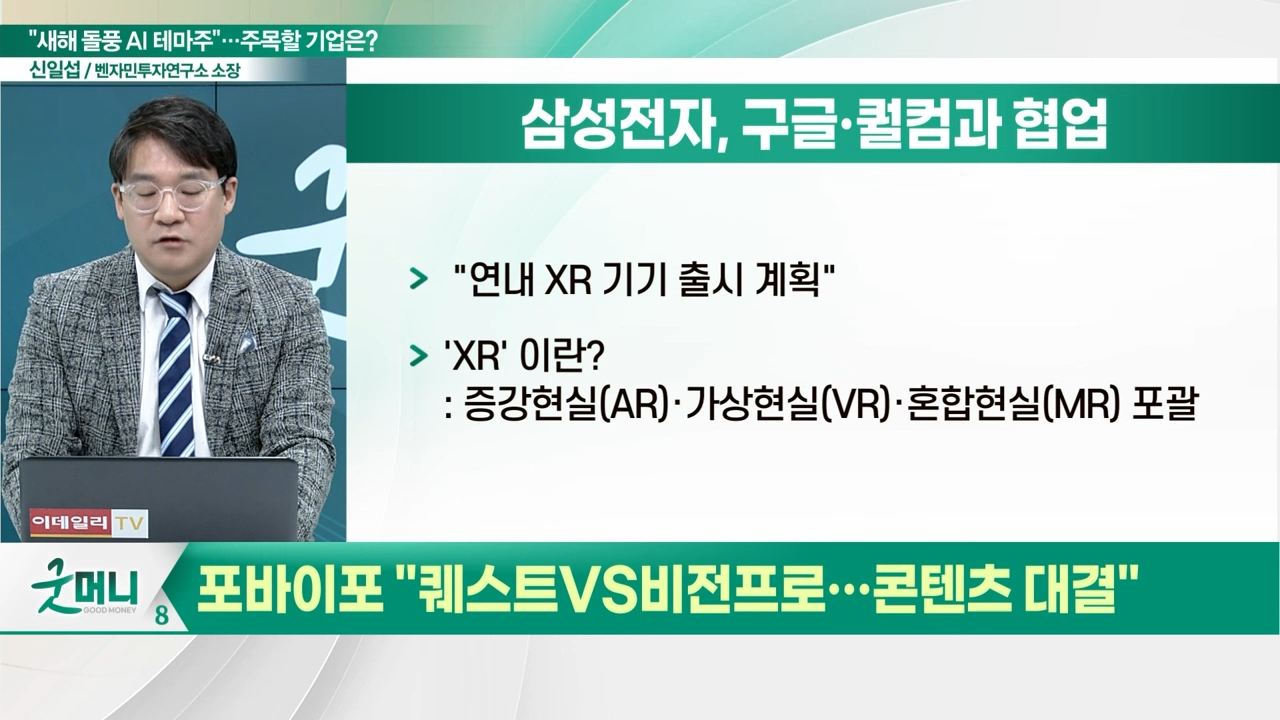 "새해 돌풍 AI 테마주"…주목할 기업은?
신일섭 / 벤자민투자연구소 소장
삼성전자, 구글·퀄컴과 협업
> "연내 XR 기기 출시 계획"
> 'XR' 이란?
: 증강현실(AR)·가상현실(VR)·혼합현실(MR) 포괄
이데일리 TV
굿머니
GOOD MONEY
8
포바이포 "퀘스트VS비전프로…콘텐츠 대결"